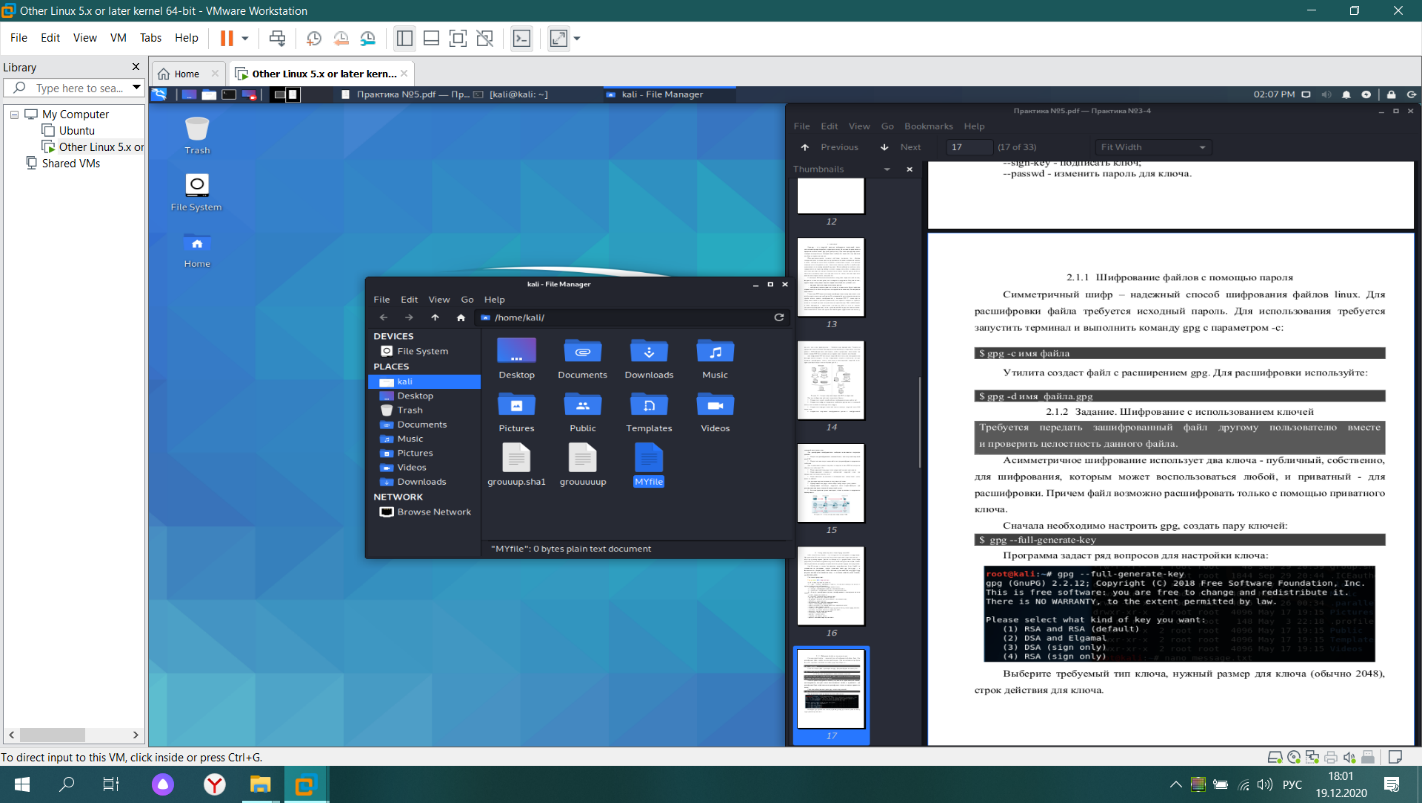 Other Linux 5.x or later kernel 64-bit - VMware Workstation
File Edit View VM Tabs Help
Library
Type here to sea...
My Computer
Ubuntu
Other Linux 5.x or
Shared VMs
Home
Other Linux 5.x or later kern...
Практика №5.pdf — Пр...
[kali@kali: ~]
kali - File Manager
02:07 PM
Trash
File System
Home
Практика №5.pdf — Практика №3-4
File Edit View Go Bookmarks Help
Previous Next 17 (17 of 33) Fit Width
Thumbnails
12
13
14
15
16
17
--sign-key - подписать ключ;
--passwd - изменить пароль для ключа.
2.1.1 Шифрование файлов с помощью пароля
Симметричный шифр – надежный способ шифрования файлов linux. Для
расшифровки файла требуется исходный пароль. Для использования требуется
запустить терминал и выполнить команду gpg с параметром -c:
$ gpg -c имя файла
Утилита создаст файл с расширением gpg. Для расшифровки используйте:
$ gpg -d имя файла.gpg
2.1.2 Задание. Шифрование с использованием ключей
Требуется передать зашифрованный файл другому пользователю вместе
и проверить целостность данного файла.
Асимметричное шифрование использует два ключа - публичный, собственно,
для шифрования, которым может воспользоваться любой, и приватный - для
расшифровки. Причем файл возможно расшифровать только с помощью приватного
ключа.
Сначала необходимо настроить gpg, создать пару ключей:
$ gpg --full-generate-key
Программа задаст ряд вопросов для настройки ключа:
root@kali:~# gpg --full-generate-key
gpg (GnuPG) 2.2.12; Copyright (C) 2018 Free Software Foundation, Inc.
This is free software: you are free to change and redistribute it.
There is NO WARRANTY, to the extent permitted by law.
Please select what kind of key you want:
(1) RSA and RSA (default)
(2) DSA and Elgamal
(3) DSA (sign only)
(4) RSA (sign only)
Выберите требуемый тип ключа, нужный размер для ключа (обычно 2048),
строк действия для ключа.
kali - File Manager
File Edit View Go Help
/home/kali/
DEVICES
File System
PLACES
kali
Desktop
Trash
Documents
Music
Pictures
Videos
Downloads
NETWORK
Browse Network
Desktop Documents Downloads Music
Pictures Public Templates Videos
grouuup.sha1 grouuuuup MYfile
"MYfile": 0 bytes plain text document
To direct input to this VM, click inside or press Ctrl+G.
РУС
18:01
19.12.2020